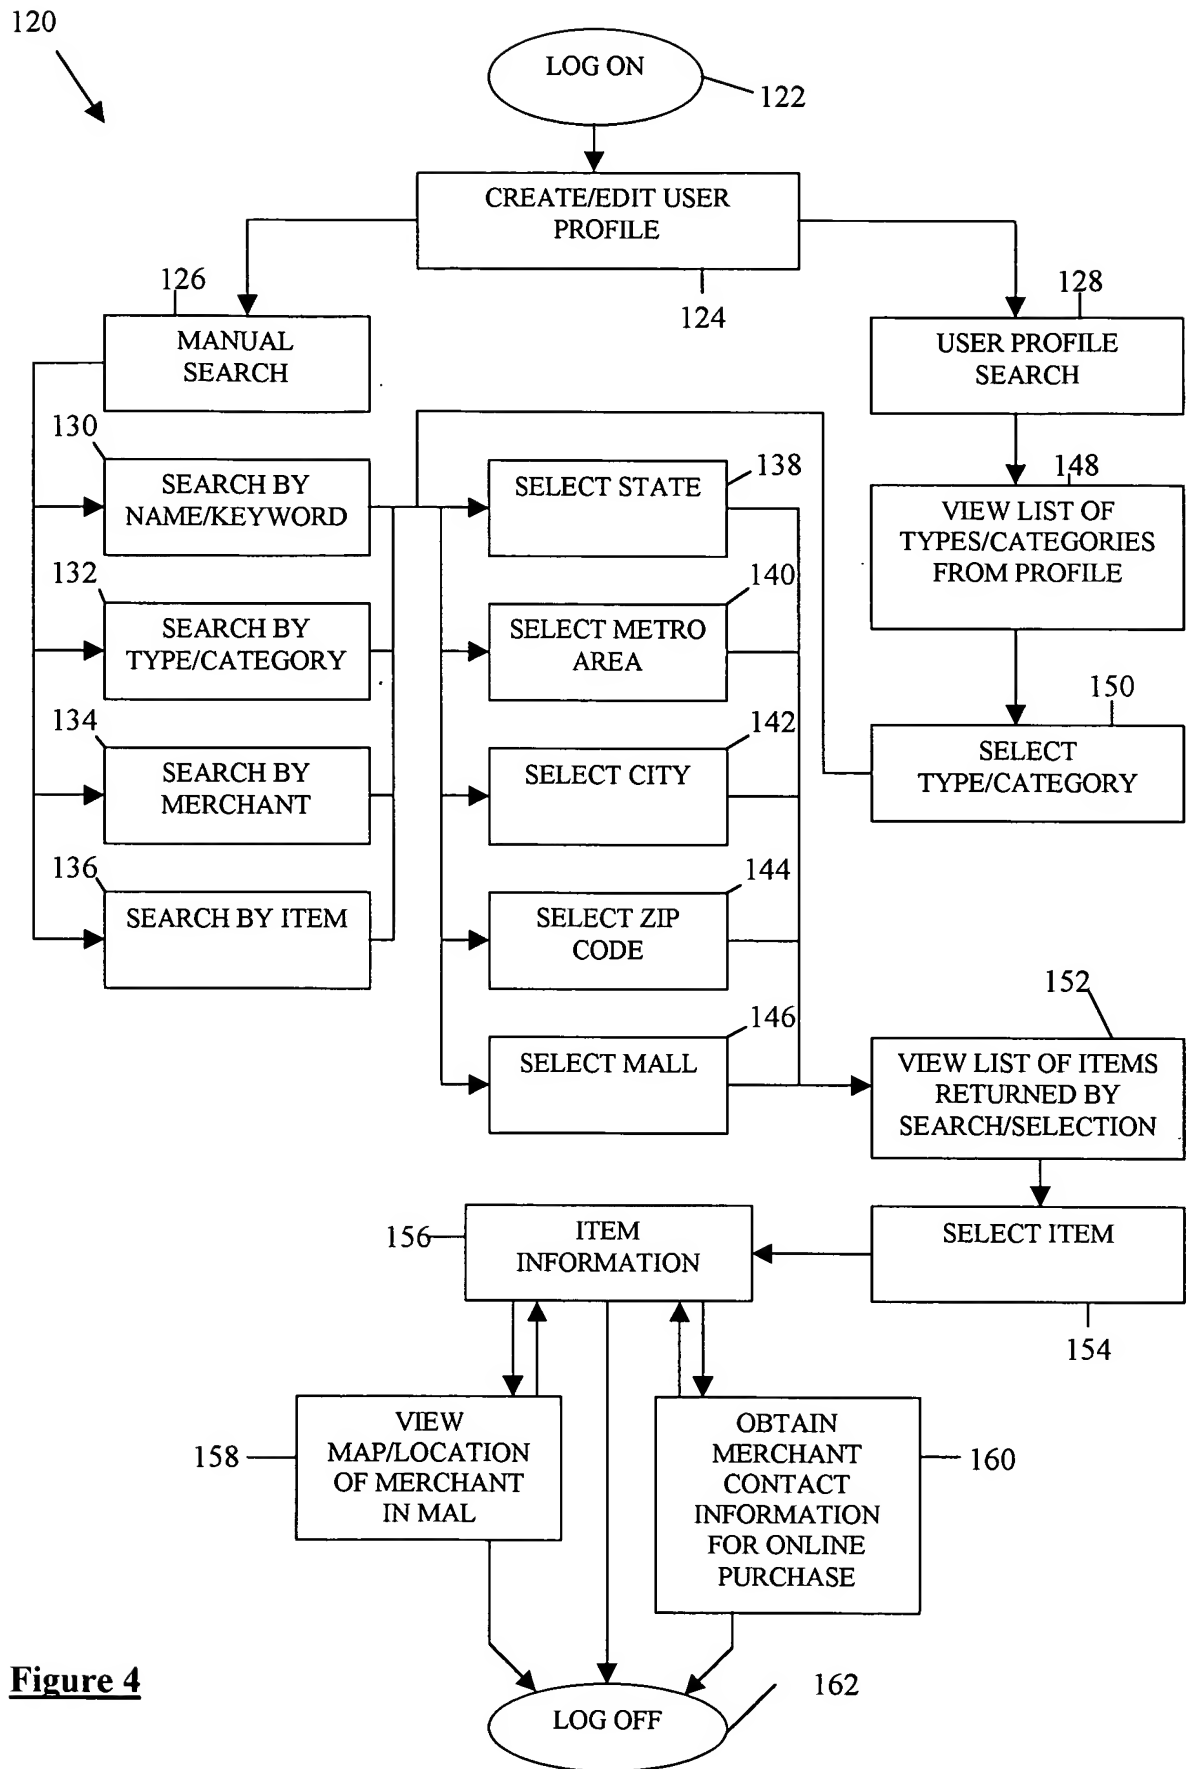 120
LOG ON
122
CREATE/EDIT USER
PROFILE
124
126
MANUAL
SEARCH
128
USER PROFILE
SEARCH
130
SEARCH BY
NAME/KEYWORD
138
SELECT STATE
148
VIEW LIST OF
TYPES/CATEGORIES
FROM PROFILE
132
SEARCH BY
TYPE/CATEGORY
140
SELECT METRO
AREA
150
SELECT
TYPE/CATEGORY
134
SEARCH BY
MERCHANT
142
SELECT CITY
136
SEARCH BY ITEM
144
SELECT ZIP
CODE
146
SELECT MALL
152
VIEW LIST OF ITEMS
RETURNED BY
SEARCH/SELECTION
156
ITEM
INFORMATION
SELECT ITEM
154
158
VIEW
MAP/LOCATION
OF MERCHANT
IN MAL
OBTAIN
MERCHANT
CONTACT
INFORMATION
FOR ONLINE
PURCHASE
160
Figure 4
LOG OFF
162